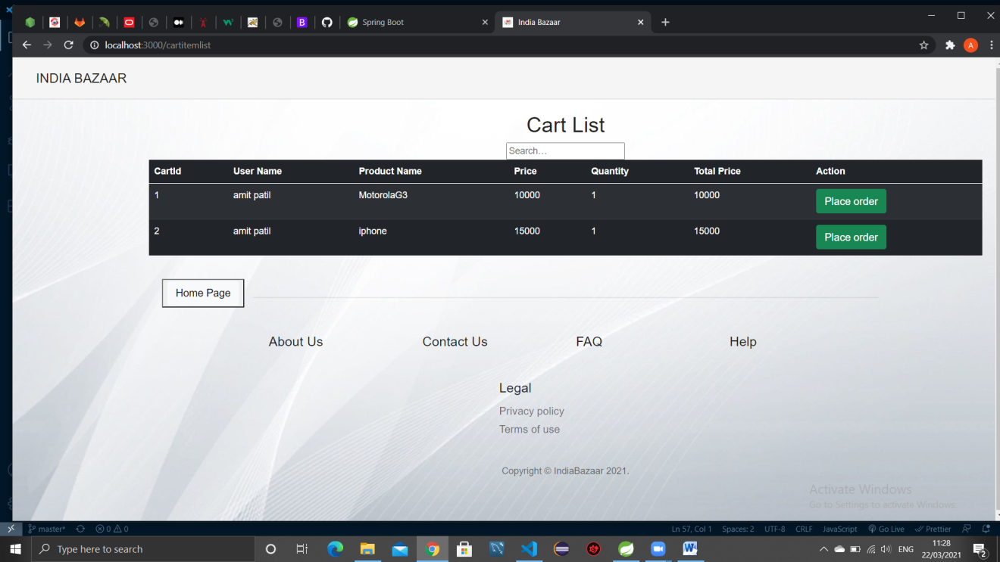 Spring Boot
India Bazaar
localhost:3000/cartitemlist
A
B
INDIA BAZAAR
Cart List
Search…
CartId User Name Product Name Price Quantity Total Price Action
1 amit patil MotorolaG3 10000 1 10000 Place order
2 amit patil iphone 15000 1 15000 Place order
Home Page
About Us Contact Us FAQ Help
Legal
Privacy policy
Terms of use
Copyright © IndiaBazaar 2021.
Activate Windows
Go to Settings to activate Windows.
master* 0 0 Ln 57, Col 1 Spaces: 2 UTF-8 CRLF JavaScript Go Live Prettier
Type here to search
W
ENG
11:28
22/03/2021
2